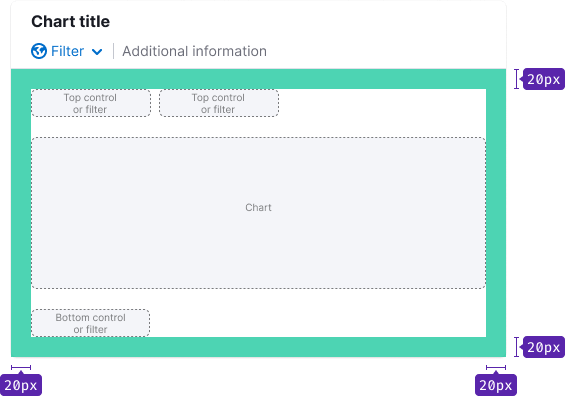 Chart title
Filter
Additional information
20px
Top control
or filter
Top control
or filter
Chart
Bottom control
or filter
20px
20px
20px